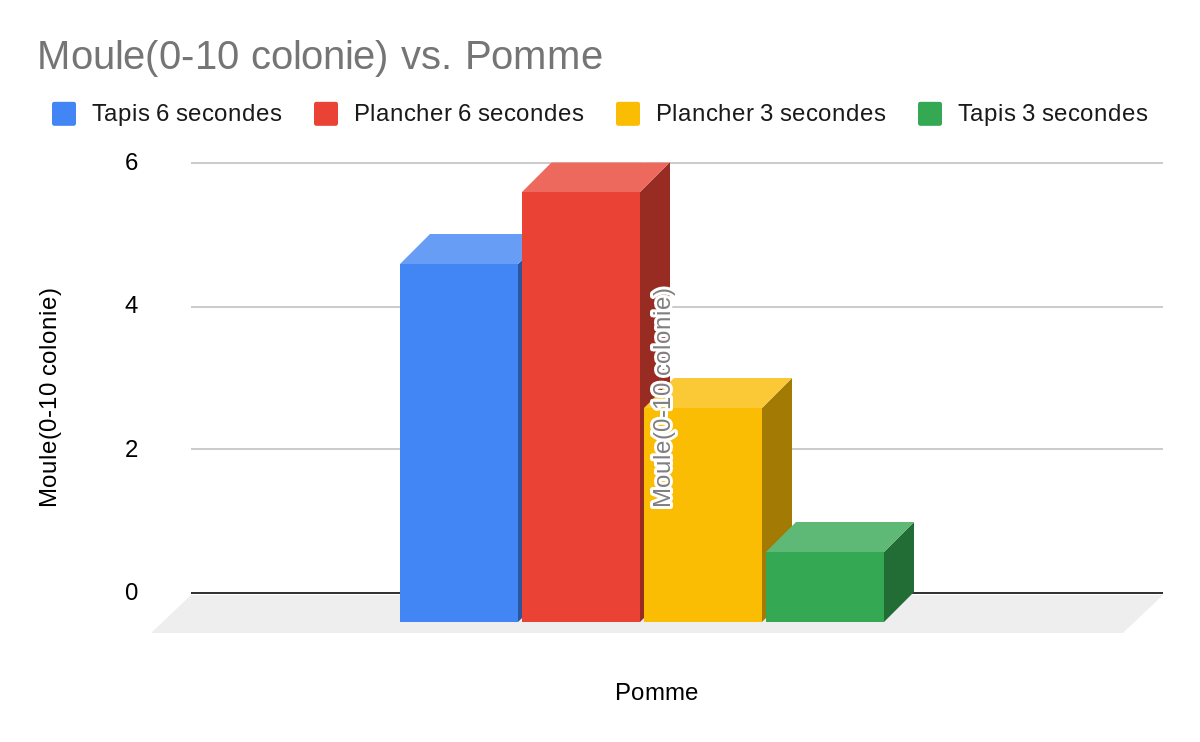 Moule(0-10 colonie) vs. Pomme
Tapis 6 secondes
Plancher 6 secondes
Plancher 3 secondes
Tapis 3 secondes
6
4
2
0
Moule(0-10 colonie)
Moule(0-10 colonie)
Pomme